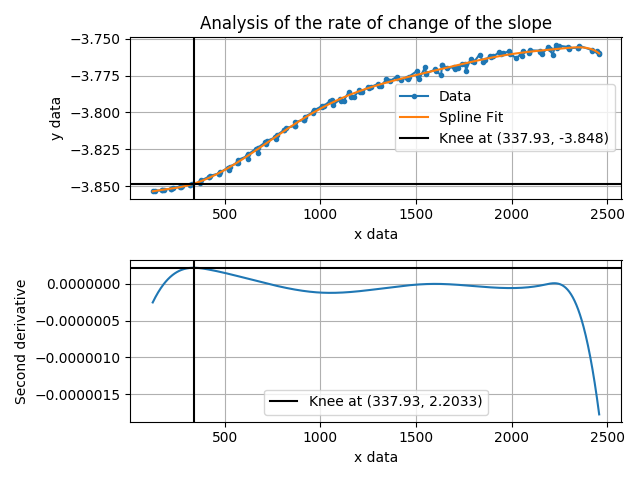 Analysis of the rate of change of the slope
−3.750
−3.775
−3.800
−3.825
−3.850
y data
Data
Spline Fit
Knee at (337.93, -3.848)
500 1000 1500 2000 2500
x data
0.0000000
−0.0000005
−0.0000010
−0.0000015
Second derivative
Knee at (337.93, 2.2033)
500 1000 1500 2000 2500
x data